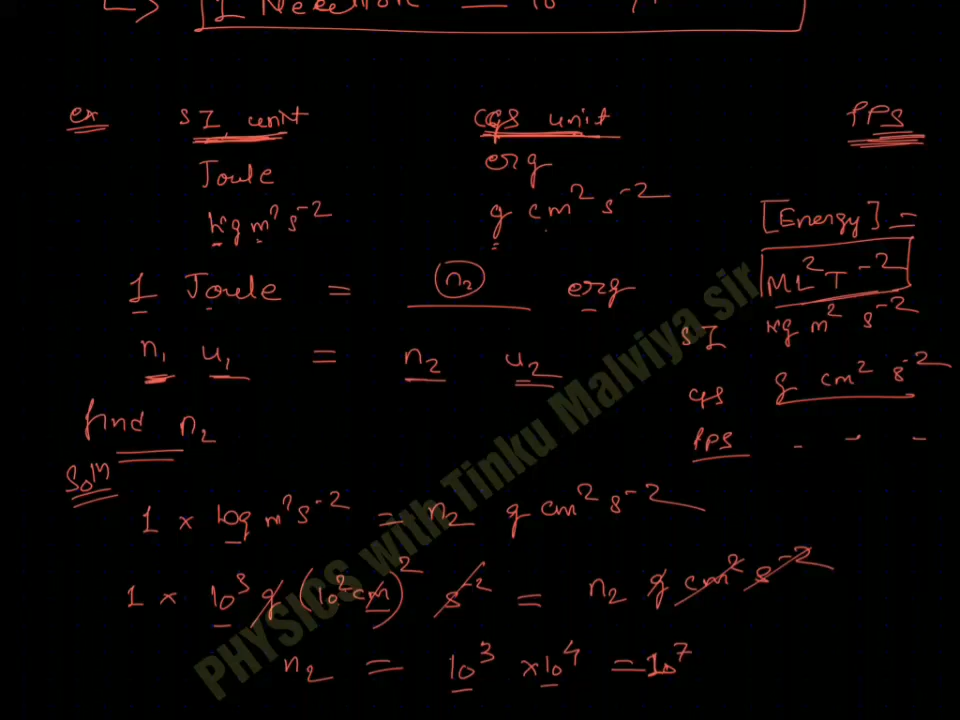 1 Newton = 10
ex SI unit CGS unit FPS
Joule erg
kg m² s⁻² g cm² s⁻²
[Energy] =
ML²T⁻²
1 Joule = n₂ erg
SI kg m² s⁻²
n₁ u₁ = n₂ u₂
cgs g cm² s⁻²
find n₂
FPS - - -
Solⁿ
1 × kg m² s⁻² = n₂ g cm² s⁻²
1 × 10³ g (10² cm)² s⁻² = n₂ g cm² s⁻²
n₂ = 10³ × 10⁴ = 10⁷
PHYSICS with Tinku Malviya sir